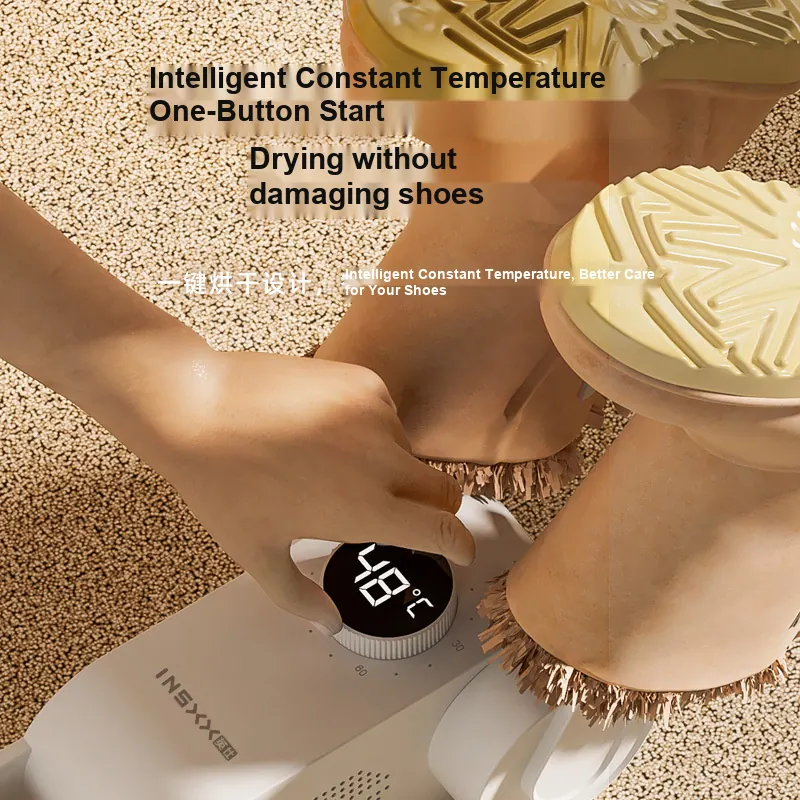 Intelligent Constant Temperature
One-Button Start
Drying without
damaging shoes
一键烘干设计，
Intelligent Constant Temperature, Better Care
for Your Shoes
48°C
30
60
INSXX